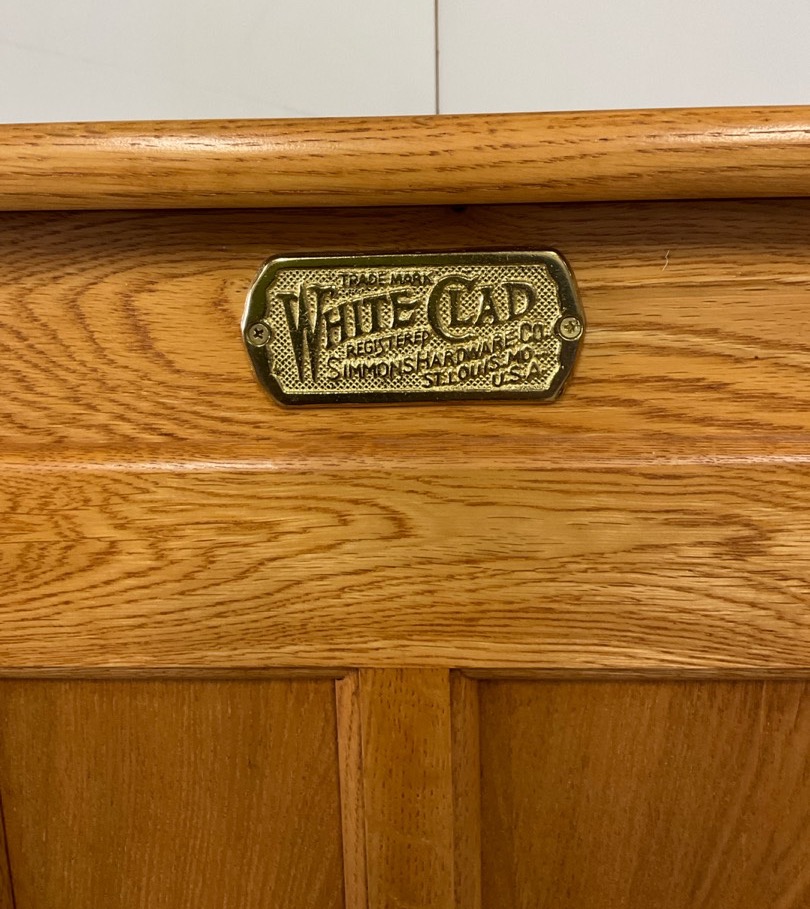 TRADE MARK
WHITE CLAD
REGISTERED
SIMMONS HARDWARE CO.
ST. LOUIS, MO.
U.S.A.